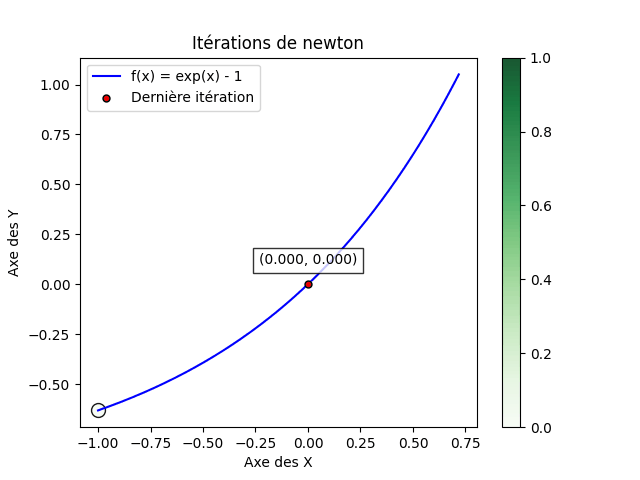 Itérations de newton
f(x) = exp(x) - 1
Dernière itération
(0.000, 0.000)
Axe des Y
1.00
0.75
0.50
0.25
0.00
−0.25
−0.50
−1.00 −0.75 −0.50 −0.25 0.00 0.25 0.50 0.75
Axe des X
1.0
0.8
0.6
0.4
0.2
0.0